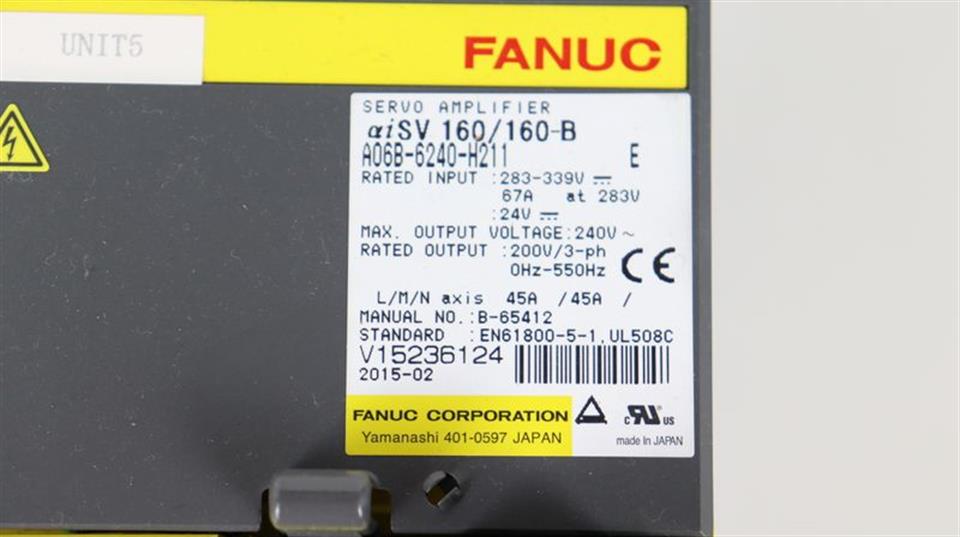 UNIT5
FANUC
SERVO AMPLIFIER
αiSV 160/160-B
A06B-6240-H211 E
RATED INPUT :283-339V ⎓
67A at 283V
:24V ⎓
MAX. OUTPUT VOLTAGE:240V～
RATED OUTPUT :200V/3-ph
0Hz-550Hz
CE
L/M/N axis 45A /45A /
MANUAL NO.:B-65412
STANDARD :EN61800-5-1,UL508C
V15236124
2015-02
FANUC CORPORATION
Yamanashi 401-0597 JAPAN
c RU US
made in JAPAN